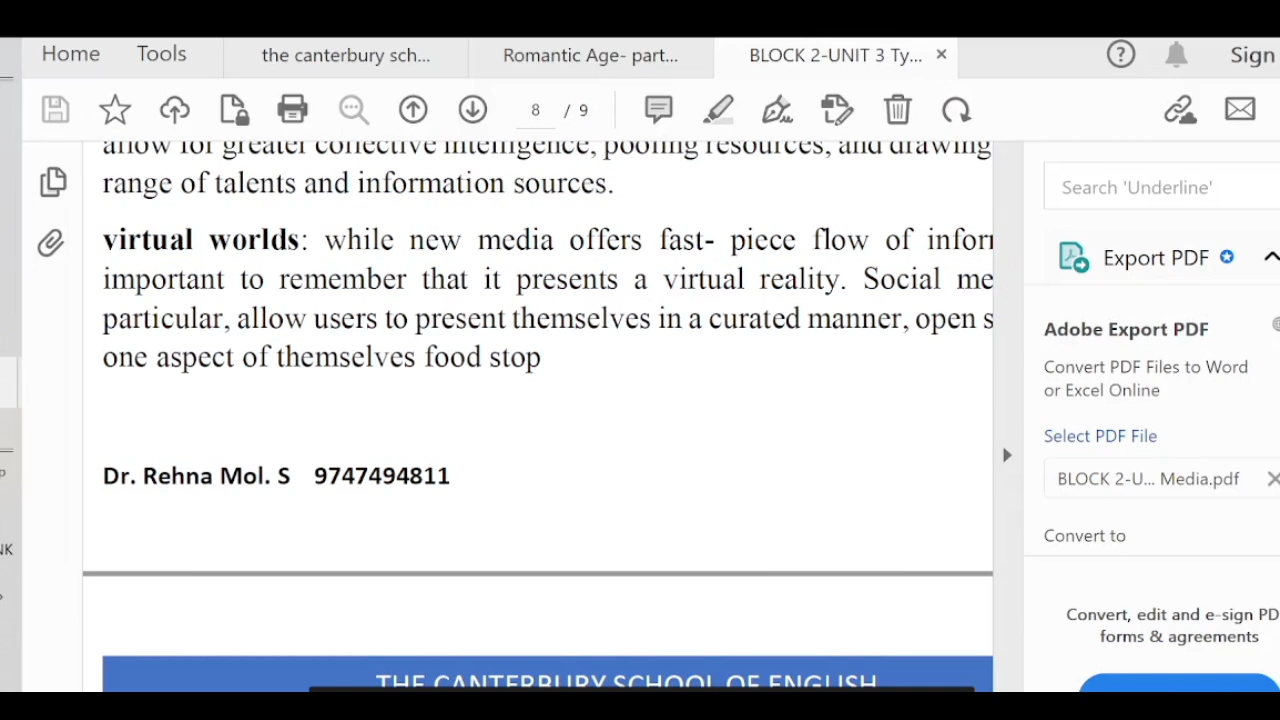 Home Tools the canterbury sch... Romantic Age- part... BLOCK 2-UNIT 3 Ty... × Sign
8 / 9
allow for greater collective intelligence, pooling resources, and drawing
range of talents and information sources.
Search 'Underline'
virtual worlds: while new media offers fast- piece flow of
Export PDF
important to remember that it presents a virtual reality. Social
particular, allow users to present themselves in a curated manner, open
one aspect of themselves food stop
Adobe Export PDF
Convert PDF Files to Word
or Excel Online
Select PDF File
Dr. Rehna Mol. S 9747494811
BLOCK 2-U... Media.pdf ×
Convert to
Convert, edit and e-sign
forms & agreements
THE CANTERBURY SCHOOL OF ENGLISH